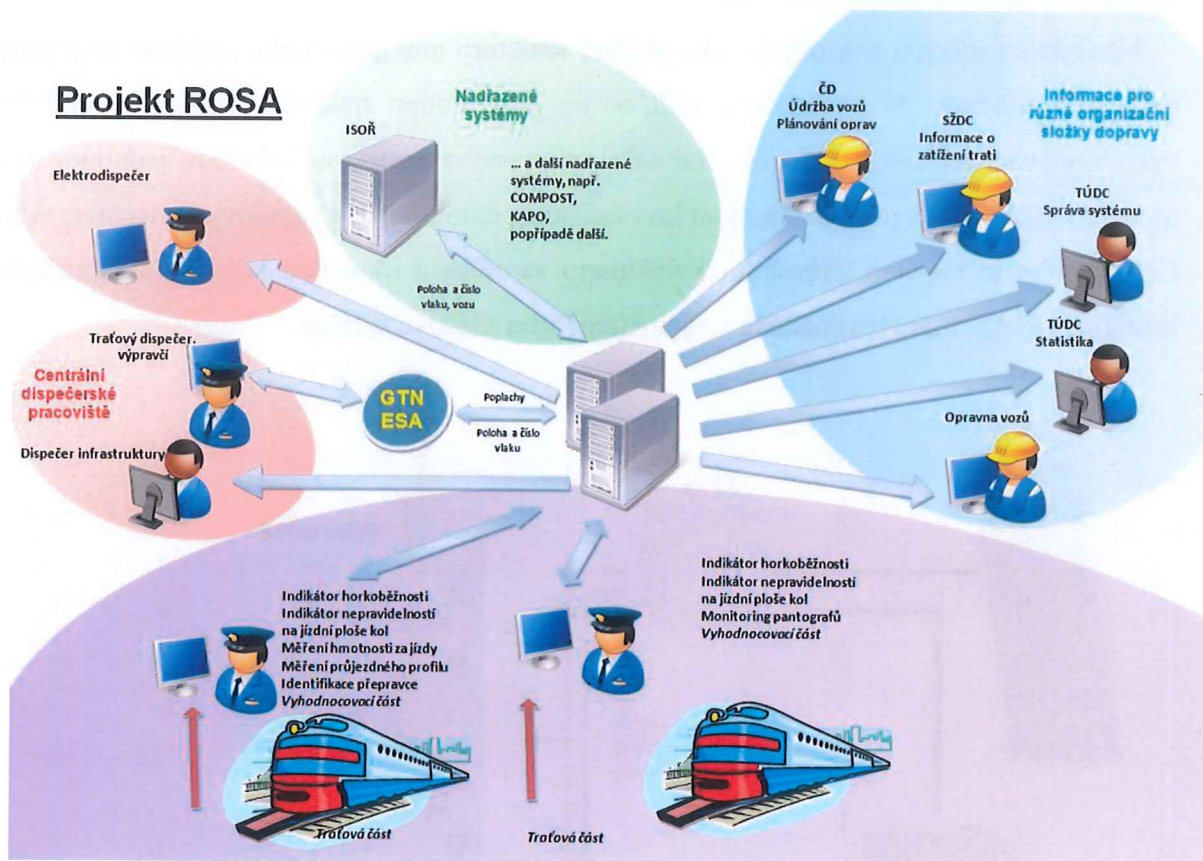 Projekt ROSA
Nadřazené
systémy
ISOŘ
... a další nadřazené
systémy, např.
COMPOST,
KAPO,
popřípadě další.
Poloha a číslo
vlaku, vozu
ČD
Údržba vozů
Plánování oprav
SŽDC
Informace o
zatížení trati
Informace pro
různé organizační
složky dopravy
TÚDC
Správa systému
TÚDC
Statistika
Opravna vozů
Elektrodispečer
Traťový dispečer.
výpravčí
Centrální
dispečerské
pracoviště
Dispečer infrastruktury
GTN
ESA
Poplachy
Poloha a číslo
vlaku
Indikátor horkoběžnosti
Indikátor nepravidelností
na jízdní ploše kol
Měření hmotnosti za jízdy
Měření průjezdného profilu
Identifikace přepravce
Vyhodnocovací část
Traťová část
Indikátor horkoběžnosti
Indikátor nepravidelností
na jízdní ploše kol
Monitoring pantografů
Vyhodnocovací část
Traťová část